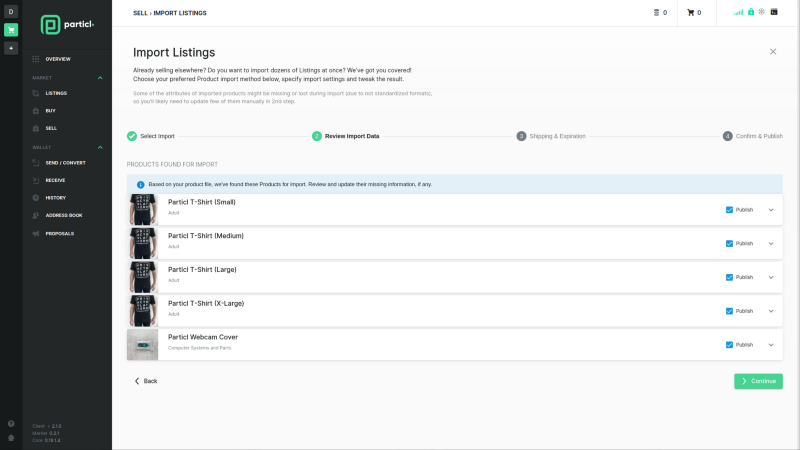 D
particl.
+
OVERVIEW
MARKET
LISTINGS
BUY
SELL
WALLET
SEND / CONVERT
RECEIVE
HISTORY
ADDRESS BOOK
PROPOSALS
SELL › IMPORT LISTINGS
0
0
Import Listings
Already selling elsewhere? Do you want to import dozens of Listings at once? We've got you covered!
Choose your preferred Product import method below, specify import settings and tweak the result.
Some of the attributes of imported products might be missing or lost during import (due to not standardized formats),
so you'll likely need to update few of them manually in 2nd step.
Select Import
2 Review Import Data
3 Shipping & Expiration
4 Confirm & Publish
PRODUCTS FOUND FOR IMPORT
Based on your product file, we've found these Products for import. Review and update their missing information, if any.
Particl T-Shirt (Small)
Adult
Publish
Particl T-Shirt (Medium)
Adult
Publish
Particl T-Shirt (Large)
Adult
Publish
Particl T-Shirt (X-Large)
Adult
Publish
Particl Webcam Cover
Computer Systems and Parts
Publish
Back
Continue
Client
Market 0.2.1
Core 0.19.1.2